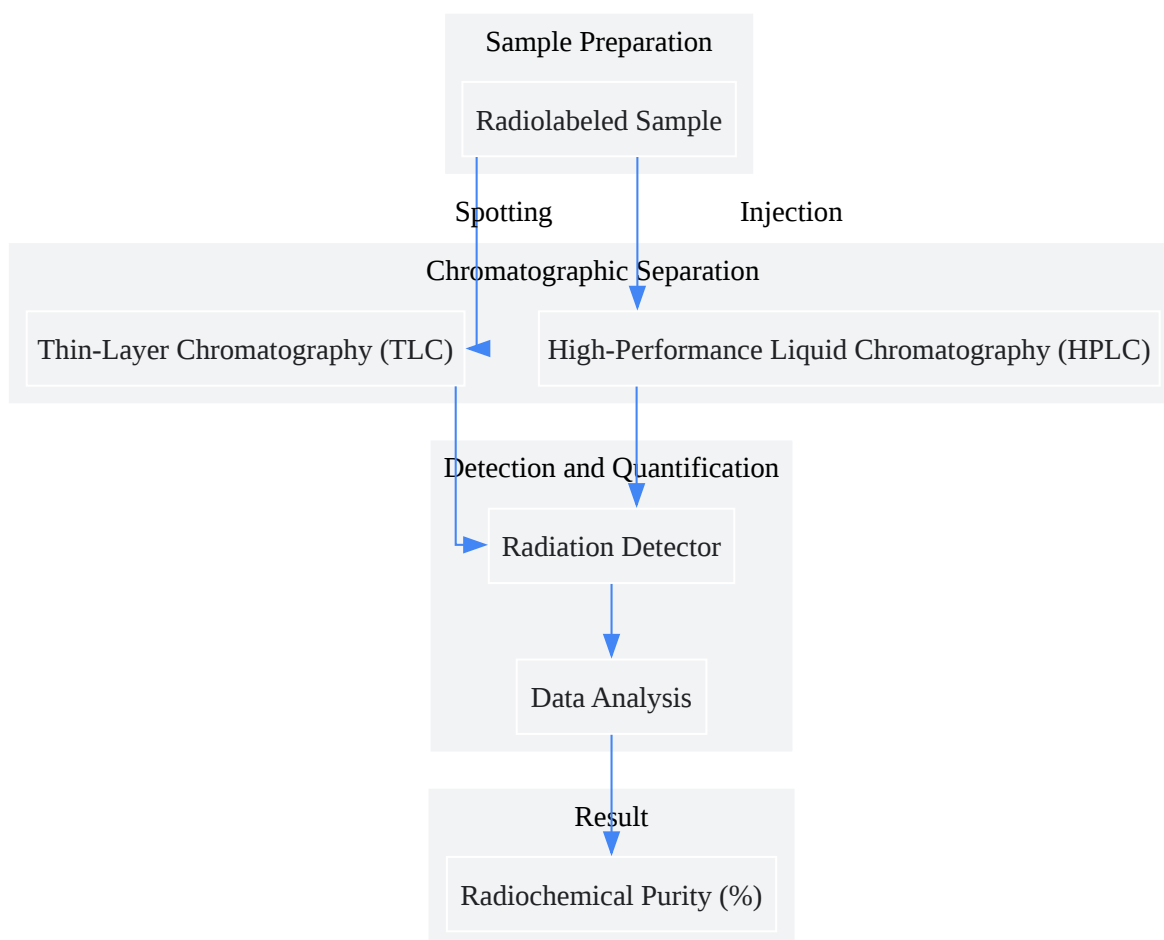 Sample Preparation
Radiolabeled Sample
Spotting
Injection
Chromatographic Separation
Thin-Layer Chromatography (TLC)
High-Performance Liquid Chromatography (HPLC)
Detection and Quantification
Radiation Detector
Data Analysis
Result
Radiochemical Purity (%)